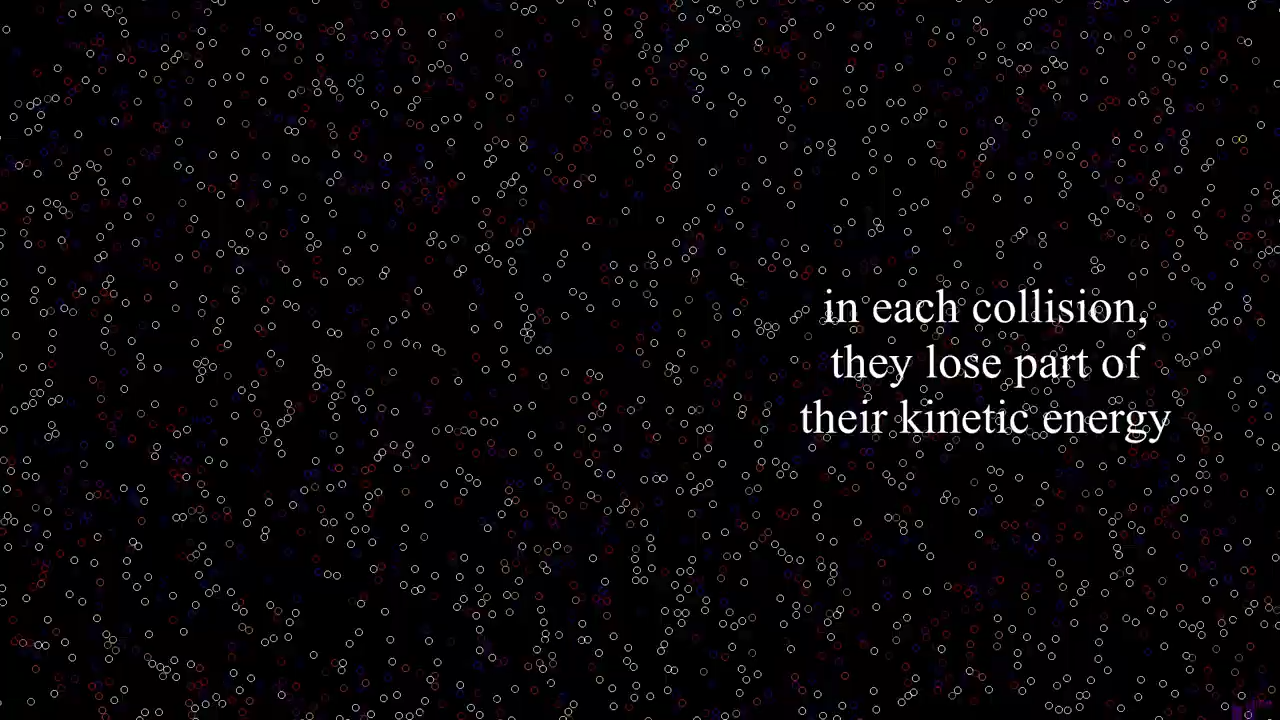 in each collision,
they lose part of
their kinetic energy